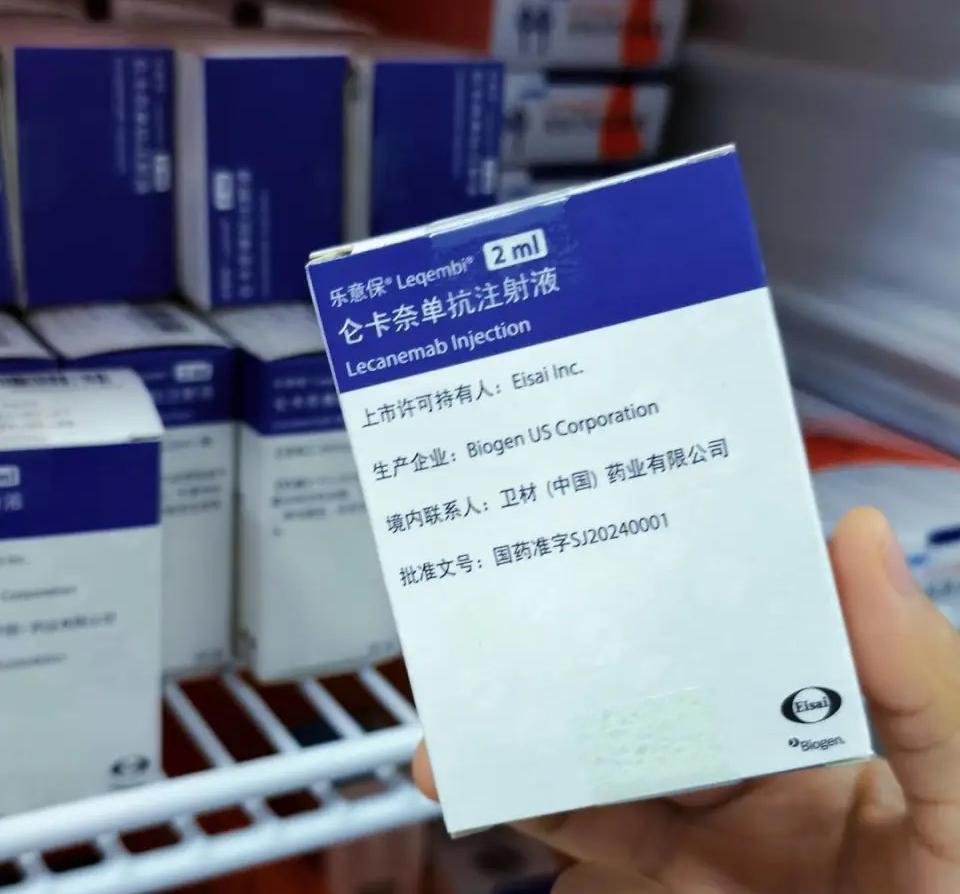 乐意保® Leqembi® 2 ml
仑卡奈单抗注射液
Lecanemab Injection
上市许可持有人：Eisai Inc.
生产企业：Biogen US Corporation
境内联系人：卫材（中国）药业有限公司
批准文号：国药准字SJ20240001
Eisai
Biogen.